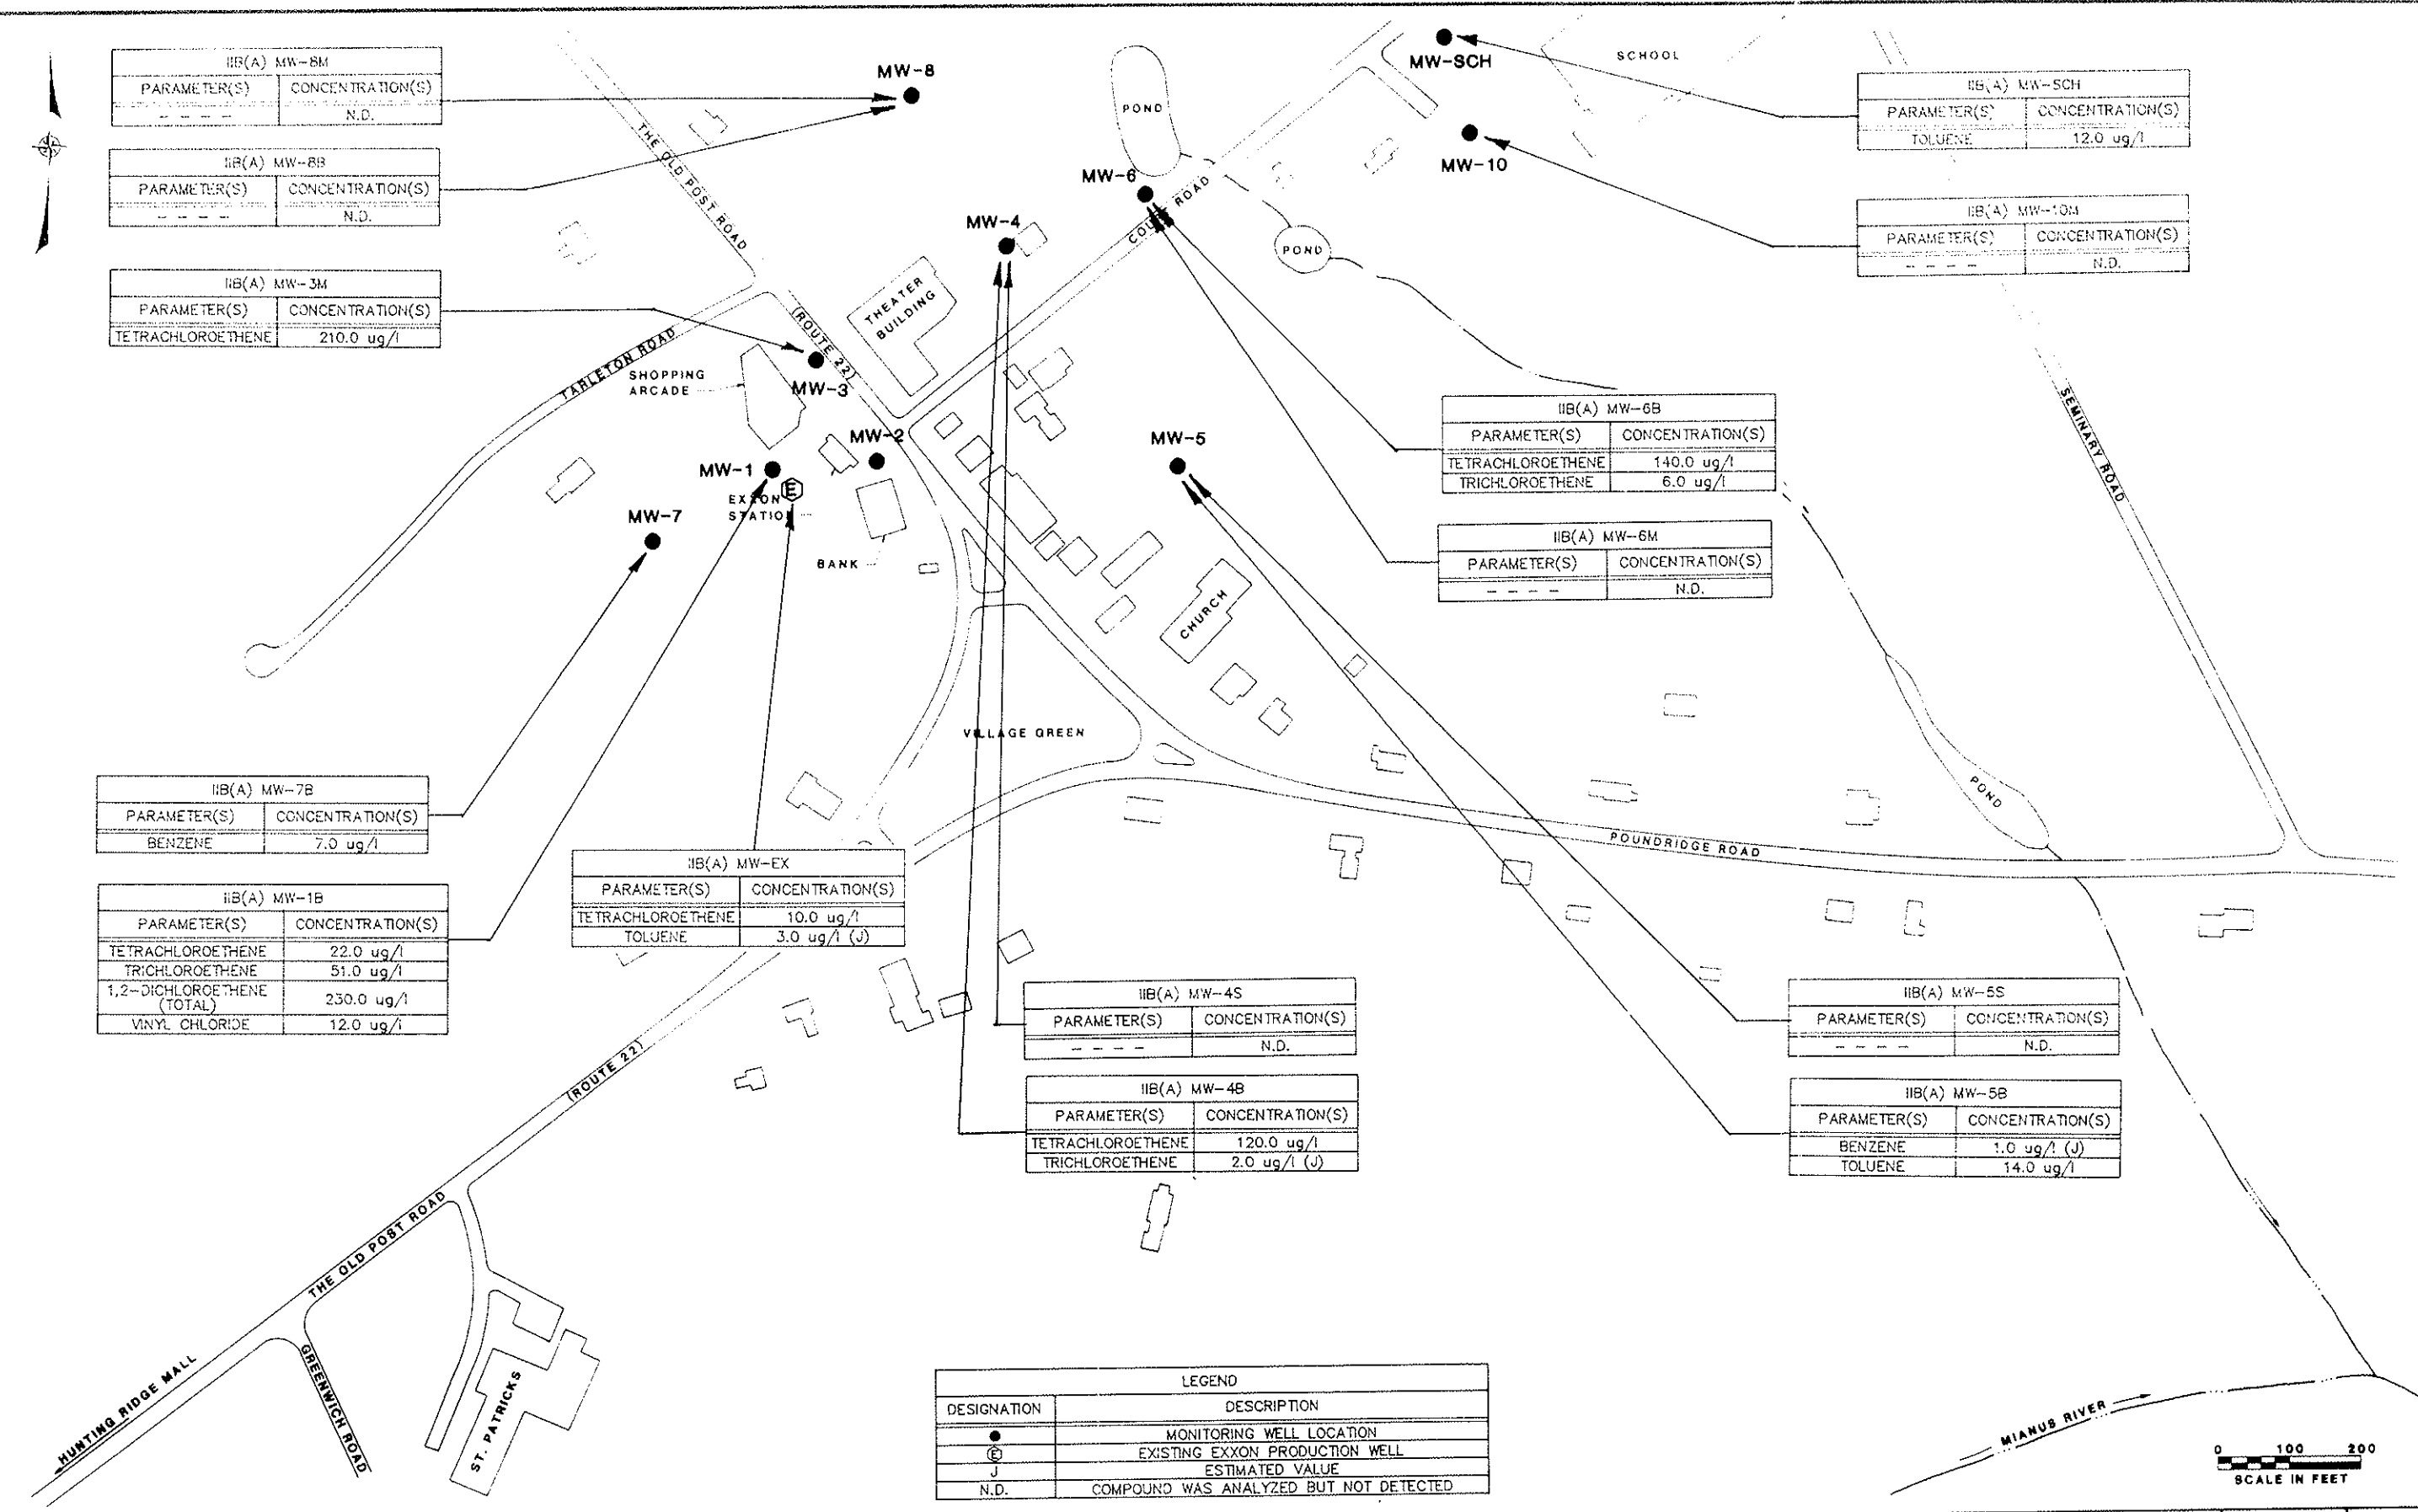 IIB(A) MW-8M
PARAMETER(S) CONCENTRATION(S)
- - - - N.D.
IIB(A) MW-8B
PARAMETER(S) CONCENTRATION(S)
- - - - N.D.
IIB(A) MW-3M
PARAMETER(S) CONCENTRATION(S)
TETRACHLOROETHENE 210.0 ug/l
MW-8
POND
MW-SCH
SCHOOL
IIB(A) MW-SCH
PARAMETER(S) CONCENTRATION(S)
TOLUENE 12.0 ug/l
MW-10
IIB(A) MW-10M
PARAMETER(S) CONCENTRATION(S)
- - - - N.D.
THE OLD POST ROAD
(ROUTE 22)
MW-6
MW-4
COURT ROAD
POND
THEATER
BUILDING
TARLETON ROAD
SHOPPING
ARCADE
MW-3
MW-2
MW-1
E
EXXON
STATION
MW-7
BANK
MW-5
CHURCH
SEMINARY ROAD
IIB(A) MW-6B
PARAMETER(S) CONCENTRATION(S)
TETRACHLOROETHENE 140.0 ug/l
TRICHLOROETHENE 6.0 ug/l
IIB(A) MW-6M
PARAMETER(S) CONCENTRATION(S)
- - - - N.D.
VILLAGE GREEN
POND
POUNDRIDGE ROAD
IIB(A) MW-7B
PARAMETER(S) CONCENTRATION(S)
BENZENE 7.0 ug/l
IIB(A) MW-1B
PARAMETER(S) CONCENTRATION(S)
TETRACHLOROETHENE 22.0 ug/l
TRICHLOROETHENE 51.0 ug/l
1,2-DICHLOROETHENE
(TOTAL) 230.0 ug/l
VINYL CHLORIDE 12.0 ug/l
IIB(A) MW-EX
PARAMETER(S) CONCENTRATION(S)
TETRACHLOROETHENE 10.0 ug/l
TOLUENE 3.0 ug/l (J)
IIB(A) MW-4S
PARAMETER(S) CONCENTRATION(S)
- - - - N.D.
IIB(A) MW-4B
PARAMETER(S) CONCENTRATION(S)
TETRACHLOROETHENE 120.0 ug/l
TRICHLOROETHENE 2.0 ug/l (J)
IIB(A) MW-5S
PARAMETER(S) CONCENTRATION(S)
- - - - N.D.
IIB(A) MW-5B
PARAMETER(S) CONCENTRATION(S)
BENZENE 1.0 ug/l (J)
TOLUENE 14.0 ug/l
(ROUTE 22)
THE OLD POST ROAD
HUNTING RIDGE MALL
GREENWICH ROAD
ST. PATRICKS
LEGEND
DESIGNATION DESCRIPTION
MONITORING WELL LOCATION
E EXISTING EXXON PRODUCTION WELL
J ESTIMATED VALUE
N.D. COMPOUND WAS ANALYZED BUT NOT DETECTED
MIANUS RIVER
0 100 200
SCALE IN FEET